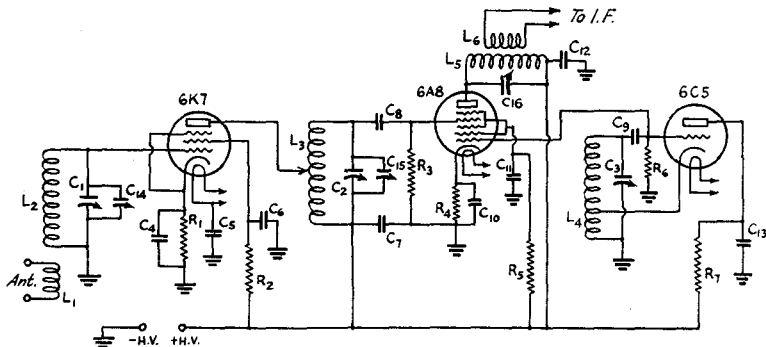 To I.F.
L6
L5
C12
6K7
6A8
C16
6C5
C8
C9
L3
L2
C1
C14
C2
C15
R3
C11
C3
R6
L4
C4
R1
C5
C6
R4
C10
C7
C13
R2
R5
R7
Ant.
L1
-H.V. +H.V.